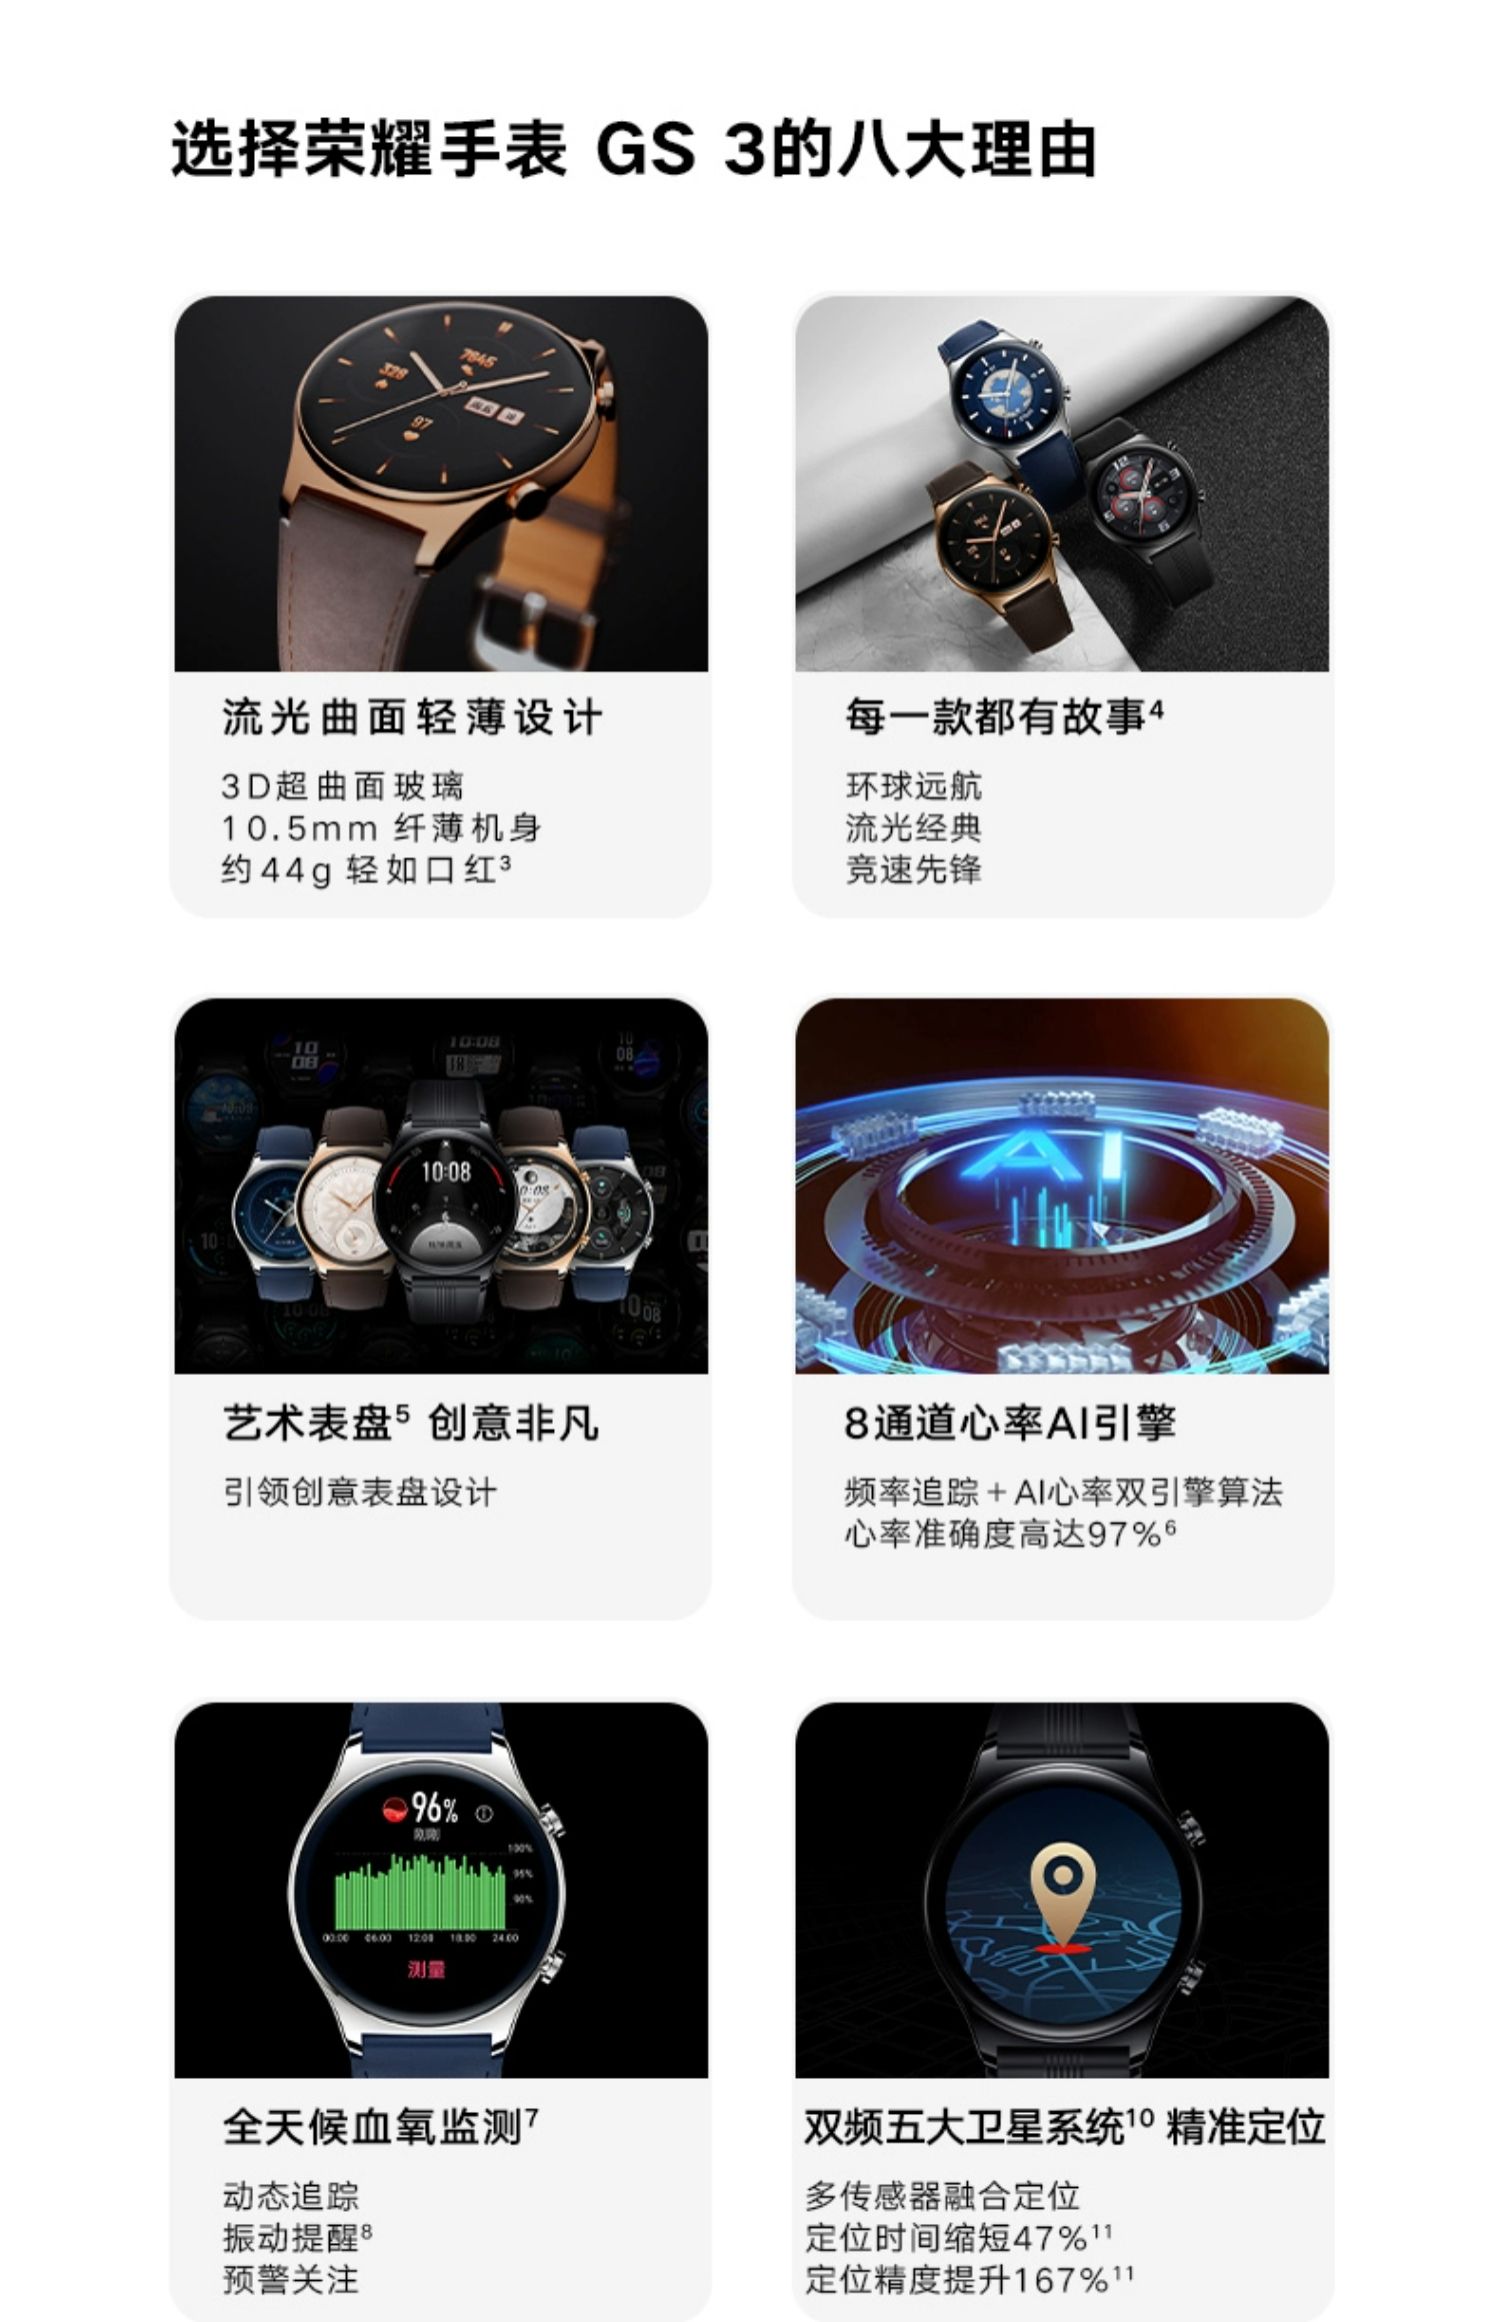 选择荣耀手表 GS 3的八大理由
7645
329
97
流光曲面轻薄设计
3D超曲面玻璃
10.5mm 纤薄机身
约44g 轻如口红³
每一款都有故事⁴
环球远航
流光经典
竞速先锋
10:08
艺术表盘⁵ 创意非凡
引领创意表盘设计
AI
8通道心率AI引擎
频率追踪+AI心率双引擎算法
心率准确度高达97%⁶
96%
刚刚
100%
95%
90%
00:00 06:00 12:00 18:00 24:00
测量
全天候血氧监测⁷
动态追踪
振动提醒⁸
预警关注
双频五大卫星系统¹⁰ 精准定位
多传感器融合定位
定位时间缩短47%¹¹
定位精度提升167%¹¹